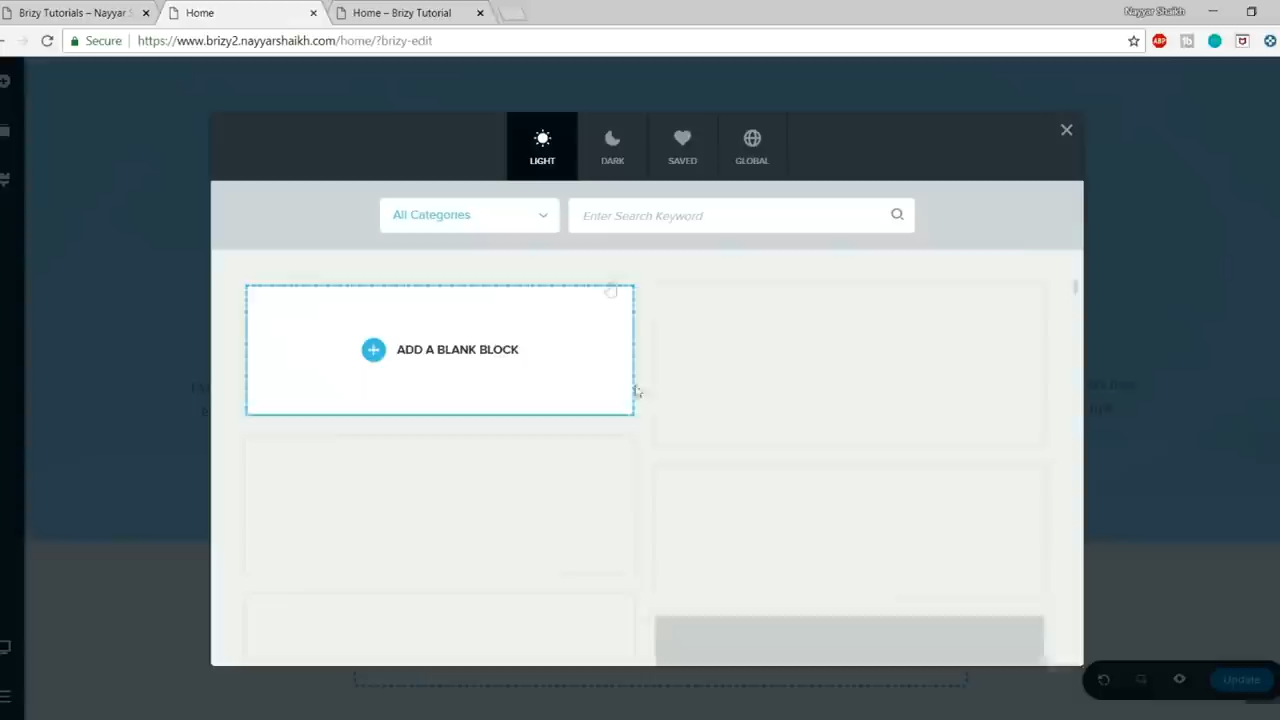 Brizy Tutorials – Nayyar S
Home
Home – Brizy Tutorial
Nayyar Shaikh
Secure
https://www.brizy2.nayyarshaikh.com/home/?brizy-edit
ABP
LIGHT
DARK
SAVED
GLOBAL
All Categories
Enter Search Keyword
ADD A BLANK BLOCK
Update